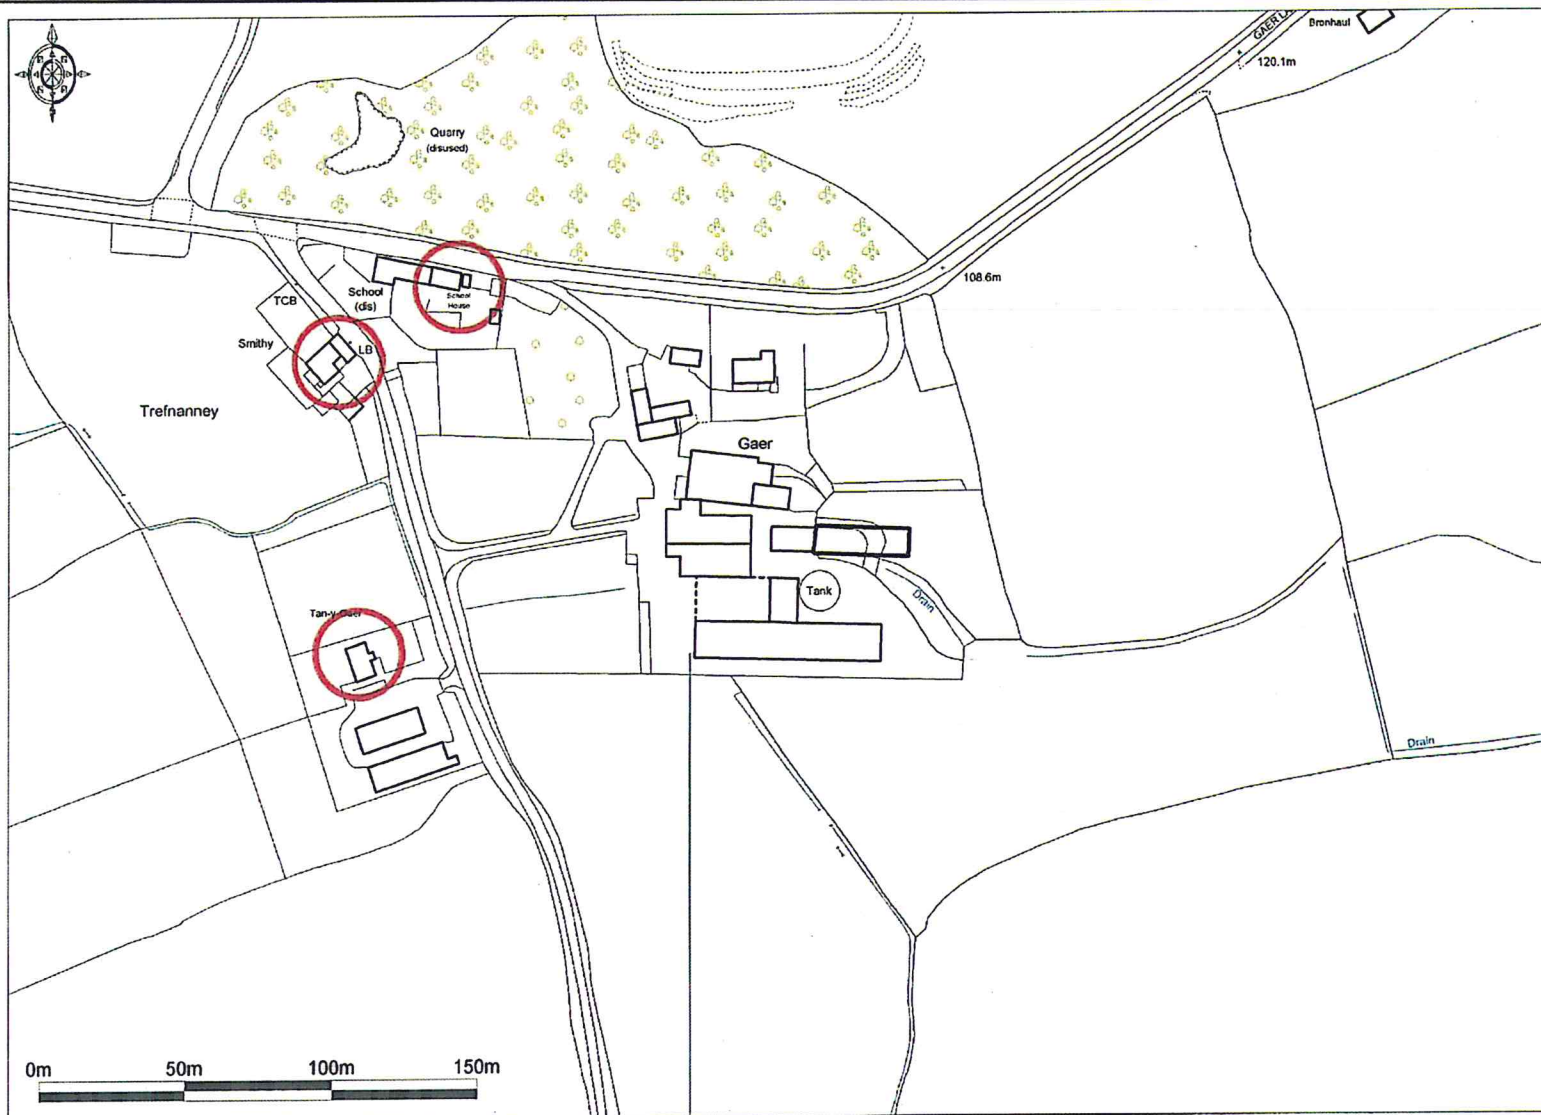 Bronhaul
120.1m
Quarry
(disused)
108.6m
School
House
School
(dis)
TCB
Smithy
LB
Trefnanney
Gaer
Tank
Drain
Tan-y-Gaer
Drain
0m 50m 100m 150m